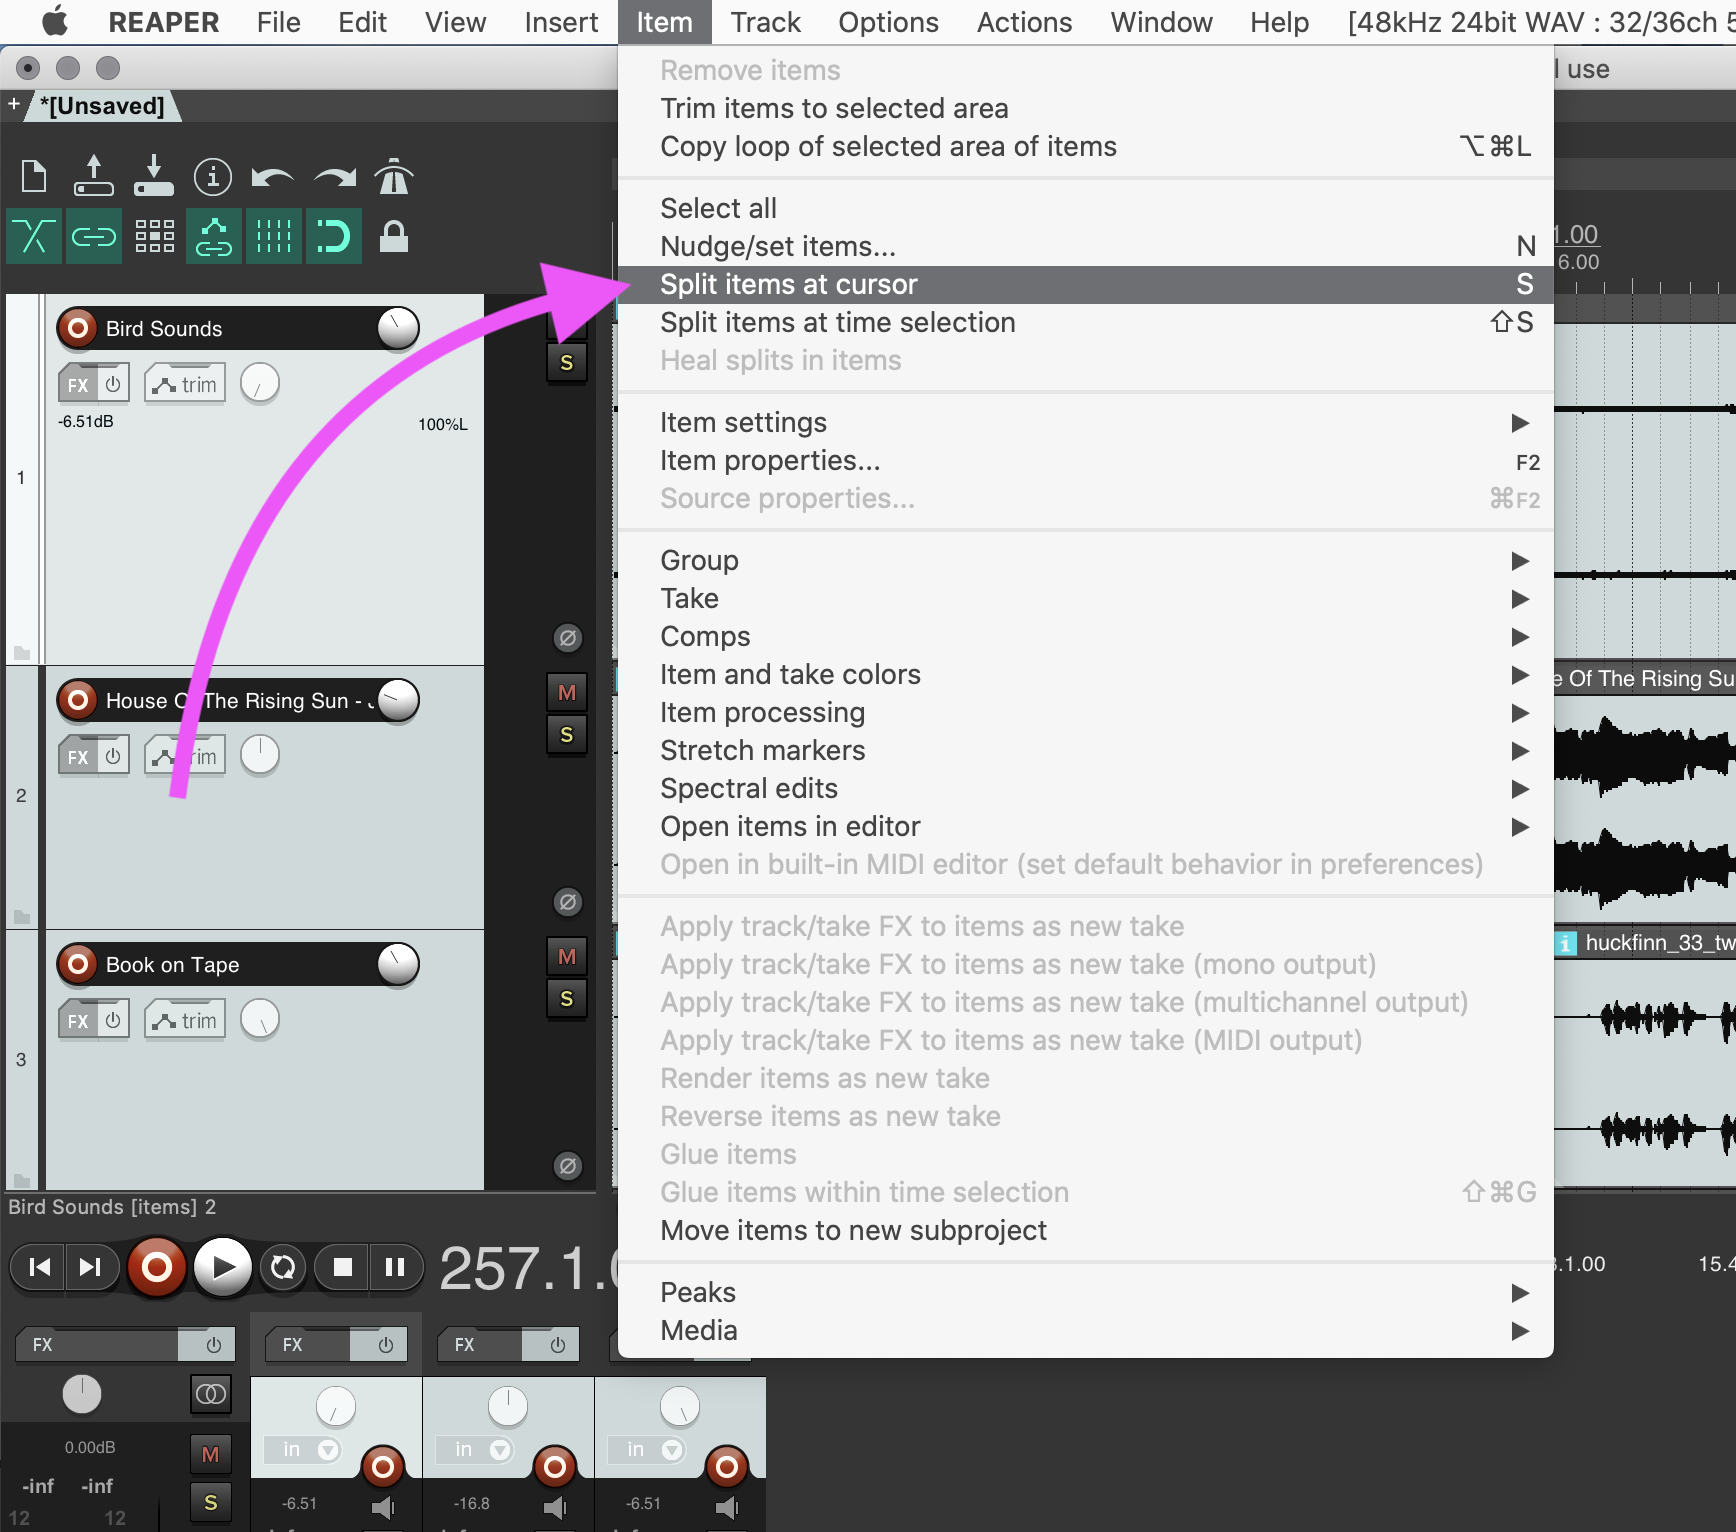 REAPER File Edit View Insert Item Track Options Actions Window Help [48kHz 24bit WAV : 32/36ch
use
+ *[Unsaved]
Remove items
Trim items to selected area
Copy loop of selected area of items ⌥⌘L
Select all
Nudge/set items... N
Split items at cursor S
Split items at time selection ⇧S
Heal splits in items
Item settings
Item properties... F2
Source properties... ⌘F2
Group
Take
Comps
Item and take colors
Item processing
Stretch markers
Spectral edits
Open items in editor
Open in built-in MIDI editor (set default behavior in preferences)
Apply track/take FX to items as new take
Apply track/take FX to items as new take (mono output)
Apply track/take FX to items as new take (multichannel output)
Apply track/take FX to items as new take (MIDI output)
Render items as new take
Reverse items as new take
Glue items
Glue items within time selection ⇧⌘G
Move items to new subproject
Peaks
Media
1.00
6.00
1
Bird Sounds
S
FX trim
-6.51dB 100%L
2
House Of The Rising Sun -
M
S
FX trim
e Of The Rising Su
3
Book on Tape
M
S
FX trim
huckfinn_33_tw
Bird Sounds [items] 2
257.1.
.1.00 15.4
FX FX FX
in in in
0.00dB M
-inf -inf
S
12 12
-6.51 -16.8 -6.51